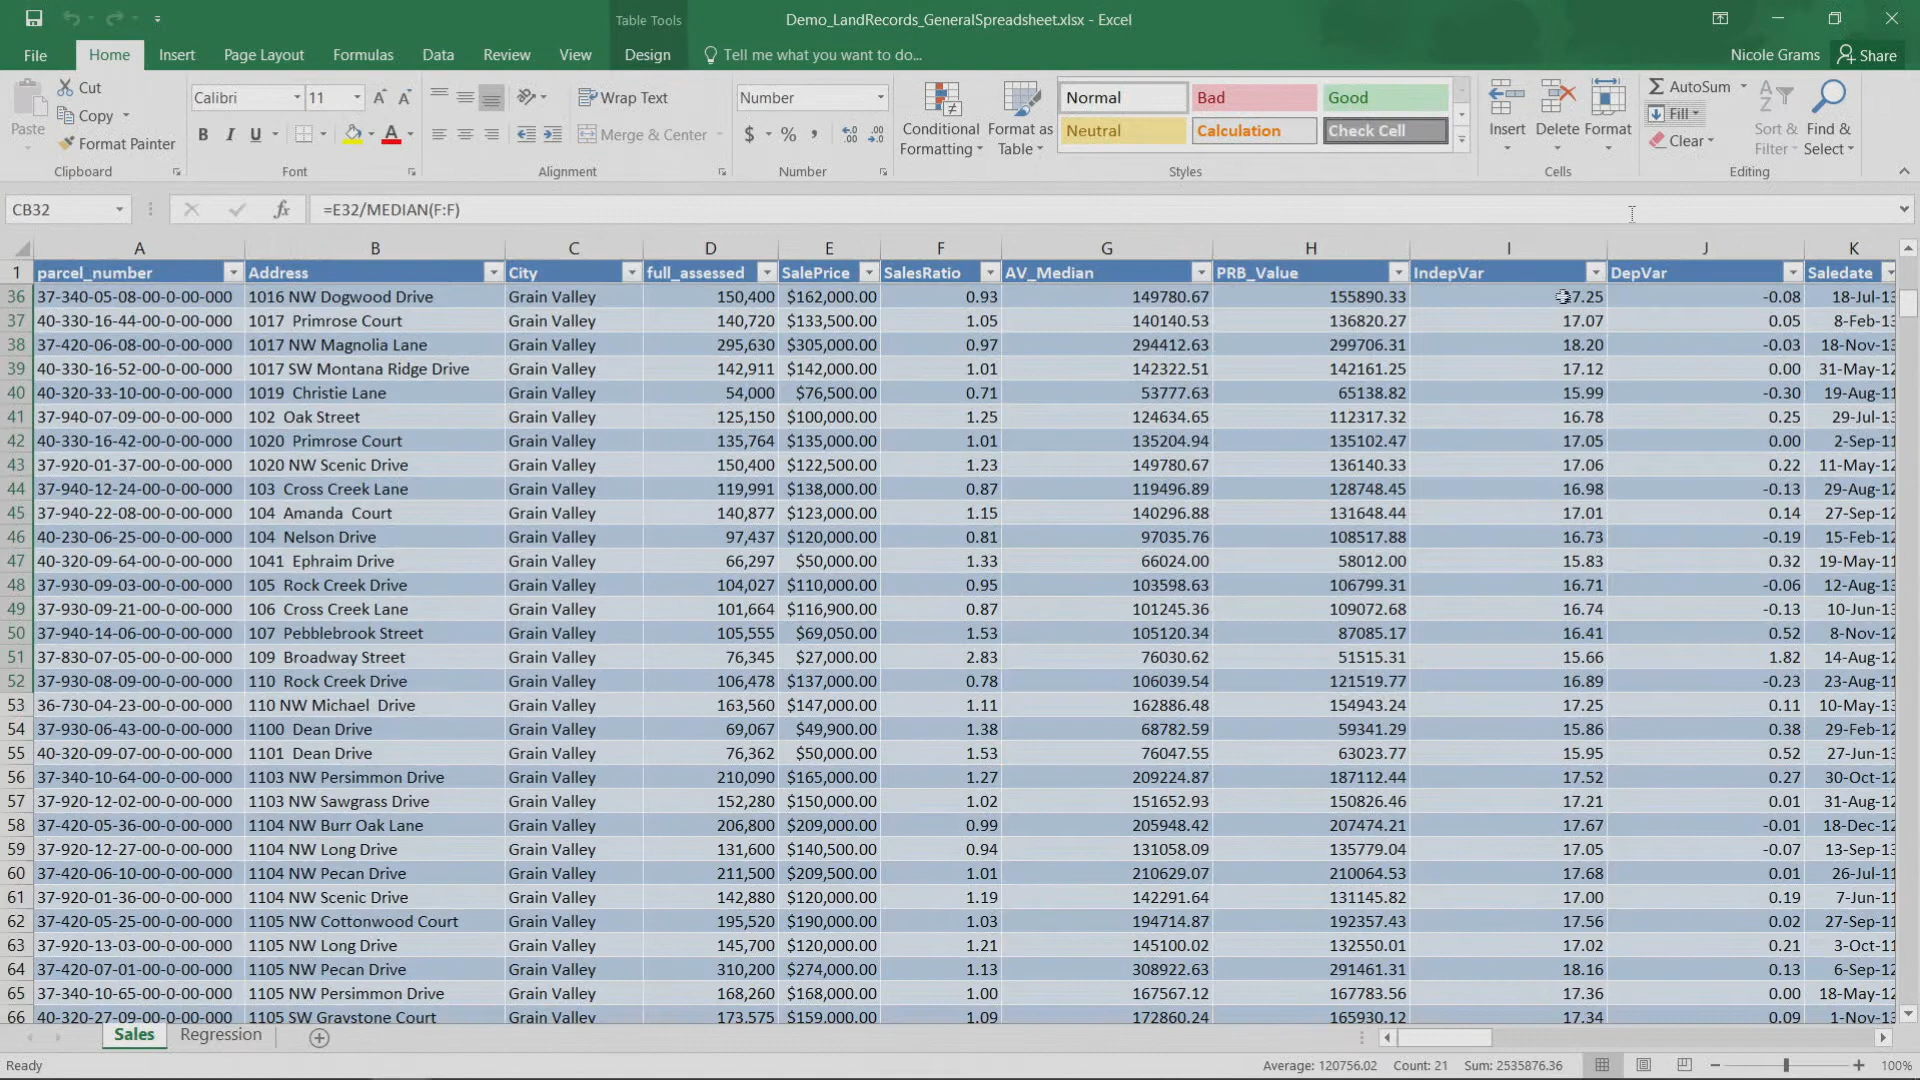 Table Tools
Demo_LandRecords_GeneralSpreadsheet.xlsx - Excel
File Home Insert Page Layout Formulas Data Review View Design Tell me what you want to do... Nicole Grams Share
Paste Cut Copy Format Painter Clipboard
Calibri 11 B I U Font
Wrap Text Merge & Center Alignment
Number $ % , Number
Conditional Formatting Format as Table
Normal Bad Good
Neutral Calculation Check Cell
Styles
Insert Delete Format Cells
AutoSum Fill Clear Sort & Filter Find & Select Editing
CB32 fx =E32/MEDIAN(F:F)
A B C D E F G H I J K
1 parcel_number Address City full_assessed SalePrice SalesRatio AV_Median PRB_Value IndepVar DepVar Saledate
36 37-340-05-08-00-0-00-000 1016 NW Dogwood Drive Grain Valley 150,400 $162,000.00 0.93 149780.67 155890.33 7.25 -0.08 18-Jul-13
37 40-330-16-44-00-0-00-000 1017 Primrose Court Grain Valley 140,720 $133,500.00 1.05 140140.53 136820.27 17.07 0.05 8-Feb-13
38 37-420-06-08-00-0-00-000 1017 NW Magnolia Lane Grain Valley 295,630 $305,000.00 0.97 294412.63 299706.31 18.20 -0.03 18-Nov-13
39 40-330-16-52-00-0-00-000 1017 SW Montana Ridge Drive Grain Valley 142,911 $142,000.00 1.01 142322.51 142161.25 17.12 0.00 31-May-12
40 40-320-33-10-00-0-00-000 1019 Christie Lane Grain Valley 54,000 $76,500.00 0.71 53777.63 65138.82 15.99 -0.30 19-Aug-11
41 37-940-07-09-00-0-00-000 102 Oak Street Grain Valley 125,150 $100,000.00 1.25 124634.65 112317.32 16.78 0.25 29-Jul-13
42 40-330-16-42-00-0-00-000 1020 Primrose Court Grain Valley 135,764 $135,000.00 1.01 135204.94 135102.47 17.05 0.00 2-Sep-11
43 37-920-01-37-00-0-00-000 1020 NW Scenic Drive Grain Valley 150,400 $122,500.00 1.23 149780.67 136140.33 17.06 0.22 11-May-12
44 37-940-12-24-00-0-00-000 103 Cross Creek Lane Grain Valley 119,991 $138,000.00 0.87 119496.89 128748.45 16.98 -0.13 29-Aug-12
45 37-940-22-08-00-0-00-000 104 Amanda Court Grain Valley 140,877 $123,000.00 1.15 140296.88 131648.44 17.01 0.14 27-Sep-12
46 40-230-06-25-00-0-00-000 104 Nelson Drive Grain Valley 97,437 $120,000.00 0.81 97035.76 108517.88 16.73 -0.19 15-Feb-12
47 40-320-09-64-00-0-00-000 1041 Ephraim Drive Grain Valley 66,297 $50,000.00 1.33 66024.00 58012.00 15.83 0.32 19-May-11
48 37-930-09-03-00-0-00-000 105 Rock Creek Drive Grain Valley 104,027 $110,000.00 0.95 103598.63 106799.31 16.71 -0.06 12-Aug-13
49 37-930-09-21-00-0-00-000 106 Cross Creek Lane Grain Valley 101,664 $116,900.00 0.87 101245.36 109072.68 16.74 -0.13 10-Jun-13
50 37-940-14-06-00-0-00-000 107 Pebblebrook Street Grain Valley 105,555 $69,050.00 1.53 105120.34 87085.17 16.41 0.52 8-Nov-12
51 37-830-07-05-00-0-00-000 109 Broadway Street Grain Valley 76,345 $27,000.00 2.83 76030.62 51515.31 15.66 1.82 14-Aug-12
52 37-930-08-09-00-0-00-000 110 Rock Creek Drive Grain Valley 106,478 $137,000.00 0.78 106039.54 121519.77 16.89 -0.23 23-Aug-11
53 36-730-04-23-00-0-00-000 110 NW Michael Drive Grain Valley 163,560 $147,000.00 1.11 162886.48 154943.24 17.25 0.11 10-May-13
54 37-930-06-43-00-0-00-000 1100 Dean Drive Grain Valley 69,067 $49,900.00 1.38 68782.59 59341.29 15.86 0.38 29-Feb-12
55 40-320-09-07-00-0-00-000 1101 Dean Drive Grain Valley 76,362 $50,000.00 1.53 76047.55 63023.77 15.95 0.52 27-Jun-13
56 37-340-10-64-00-0-00-000 1103 NW Persimmon Drive Grain Valley 210,090 $165,000.00 1.27 209224.87 187112.44 17.52 0.27 30-Oct-12
57 37-920-12-02-00-0-00-000 1103 NW Sawgrass Drive Grain Valley 152,280 $150,000.00 1.02 151652.93 150826.46 17.21 0.01 31-Aug-12
58 37-420-05-36-00-0-00-000 1104 NW Burr Oak Lane Grain Valley 206,800 $209,000.00 0.99 205948.42 207474.21 17.67 -0.01 18-Dec-12
59 37-920-12-27-00-0-00-000 1104 NW Long Drive Grain Valley 131,600 $140,500.00 0.94 131058.09 135779.04 17.05 -0.07 13-Sep-13
60 37-420-06-10-00-0-00-000 1104 NW Pecan Drive Grain Valley 211,500 $209,500.00 1.01 210629.07 210064.53 17.68 0.01 26-Jul-11
61 37-920-01-36-00-0-00-000 1104 NW Scenic Drive Grain Valley 142,880 $120,000.00 1.19 142291.64 131145.82 17.00 0.19 7-Jun-11
62 37-420-05-25-00-0-00-000 1105 NW Cottonwood Court Grain Valley 195,520 $190,000.00 1.03 194714.87 192357.43 17.56 0.02 27-Sep-11
63 37-920-13-03-00-0-00-000 1105 NW Long Drive Grain Valley 145,700 $120,000.00 1.21 145100.02 132550.01 17.02 0.21 3-Oct-11
64 37-420-07-01-00-0-00-000 1105 NW Pecan Drive Grain Valley 310,200 $274,000.00 1.13 308922.63 291461.31 18.16 0.13 6-Sep-12
65 37-340-10-65-00-0-00-000 1105 NW Persimmon Drive Grain Valley 168,260 $168,000.00 1.00 167567.12 167783.56 17.36 0.00 18-May-12
66 40-320-27-09-00-0-00-000 1105 SW Graystone Court Grain Valley 173,575 $159,000.00 1.09 172860.24 165930.12 17.34 0.09 1-Nov-13
Sales Regression
Ready Average: 120756.02 Count: 21 Sum: 2535876.36 100%